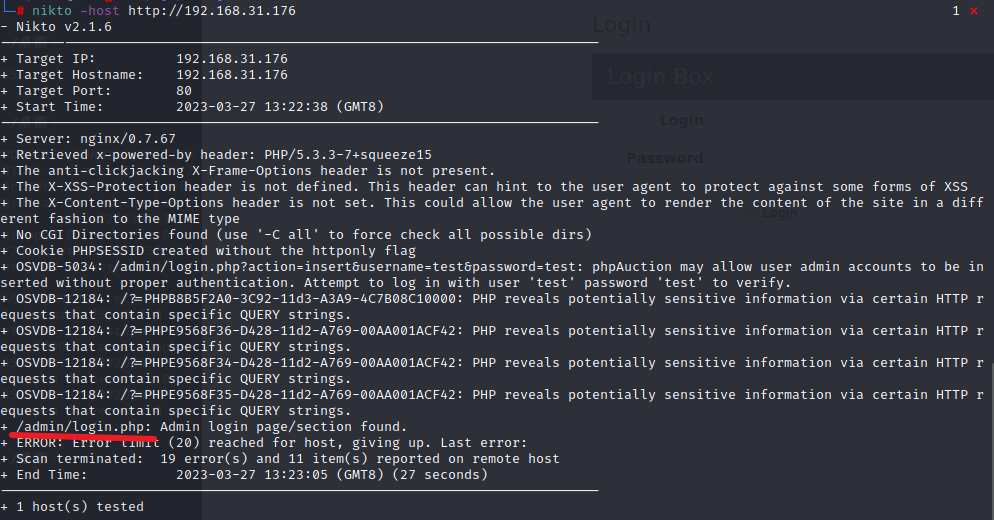 # nikto -host http://192.168.31.176 1 ×
- Nikto v2.1.6
+ Target IP: 192.168.31.176
+ Target Hostname: 192.168.31.176
+ Target Port: 80
+ Start Time: 2023-03-27 13:22:38 (GMT8)
+ Server: nginx/0.7.67
+ Retrieved x-powered-by header: PHP/5.3.3-7+squeeze15
+ The anti-clickjacking X-Frame-Options header is not present.
+ The X-XSS-Protection header is not defined. This header can hint to the user agent to protect against some forms of XSS
+ The X-Content-Type-Options header is not set. This could allow the user agent to render the content of the site in a diff
erent fashion to the MIME type
+ No CGI Directories found (use '-C all' to force check all possible dirs)
+ Cookie PHPSESSID created without the httponly flag
+ OSVDB-5034: /admin/login.php?action=insert&username=test&password=test: phpAuction may allow user admin accounts to be in
serted without proper authentication. Attempt to log in with user 'test' password 'test' to verify.
+ OSVDB-12184: /?=PHPB8B5F2A0-3C92-11d3-A3A9-4C7B08C10000: PHP reveals potentially sensitive information via certain HTTP r
equests that contain specific QUERY strings.
+ OSVDB-12184: /?=PHPE9568F36-D428-11d2-A769-00AA001ACF42: PHP reveals potentially sensitive information via certain HTTP r
equests that contain specific QUERY strings.
+ OSVDB-12184: /?=PHPE9568F34-D428-11d2-A769-00AA001ACF42: PHP reveals potentially sensitive information via certain HTTP r
equests that contain specific QUERY strings.
+ OSVDB-12184: /?=PHPE9568F35-D428-11d2-A769-00AA001ACF42: PHP reveals potentially sensitive information via certain HTTP r
equests that contain specific QUERY strings.
+ /admin/login.php: Admin login page/section found.
+ ERROR: Error limit (20) reached for host, giving up. Last error:
+ Scan terminated: 19 error(s) and 11 item(s) reported on remote host
+ End Time: 2023-03-27 13:23:05 (GMT8) (27 seconds)
+ 1 host(s) tested
Login
Login Box
Login
Password
Login